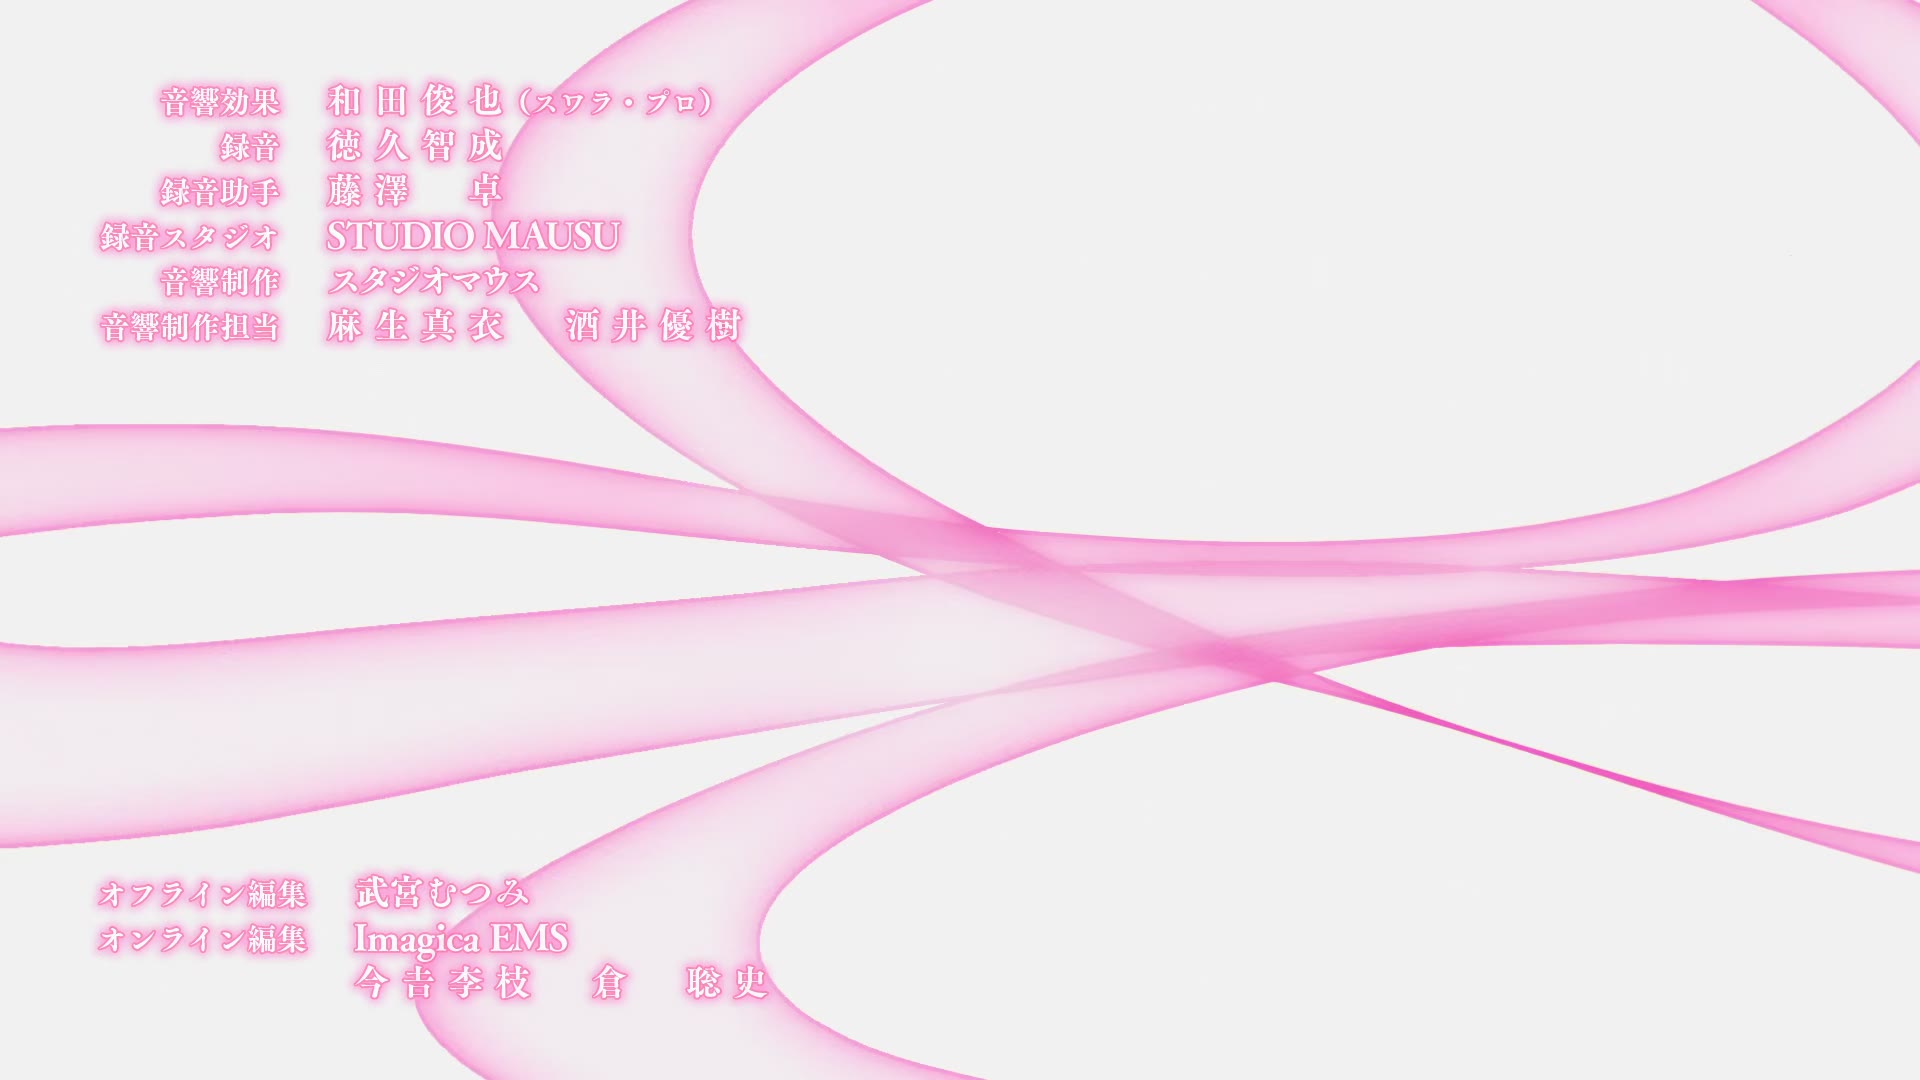 音響効果 和田俊也（スワラ・プロ）
録音 徳久智成
録音助手 藤澤 卓
録音スタジオ STUDIO MAUSU
音響制作 スタジオマウス
音響制作担当 麻生真衣 酒井優樹
オフライン編集 武宮むつみ
オンライン編集 Imagica EMS
今𠮷李枝 倉 聡史